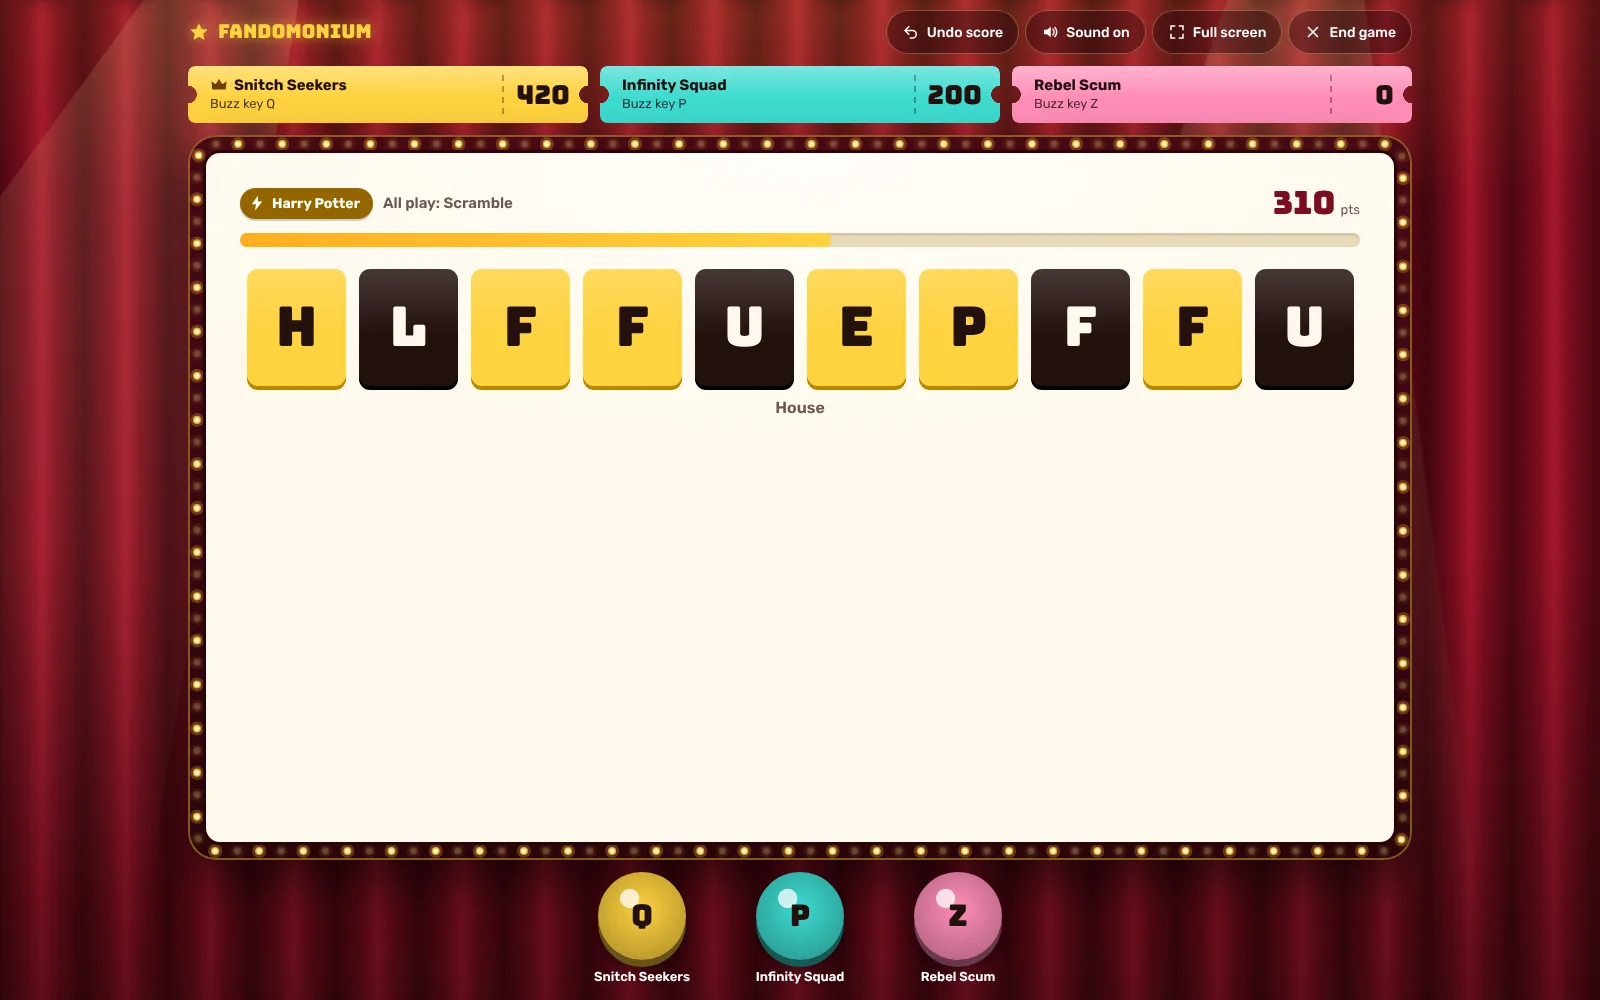 FANDOMONIUM
Undo score
Sound on
Full screen
End game
Snitch Seekers
Buzz key Q
420
Infinity Squad
Buzz key P
200
Rebel Scum
Buzz key Z
0
Harry Potter
All play: Scramble
310 pts
H L F F U E P F F U
House
Q
P
Z
Snitch Seekers
Infinity Squad
Rebel Scum